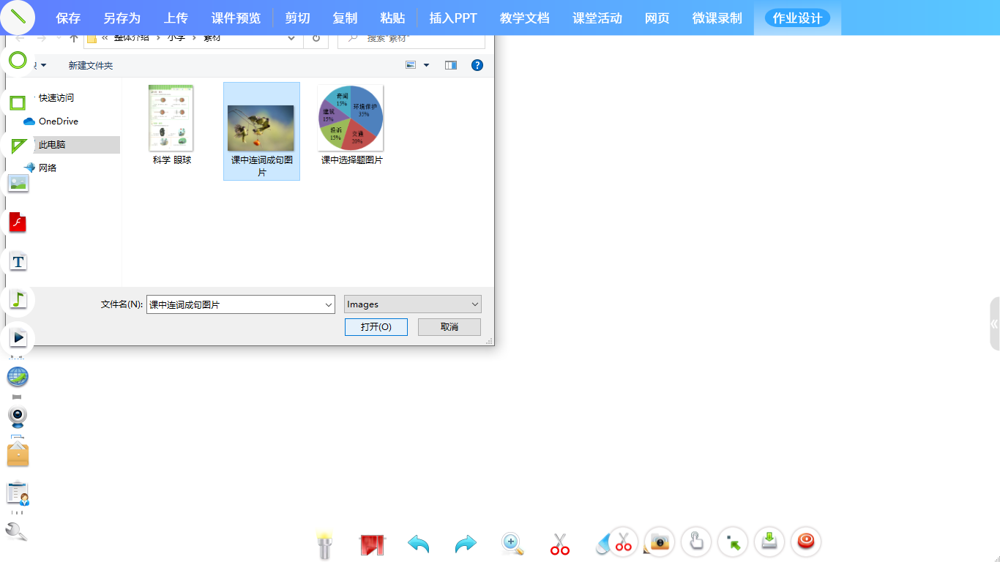 保存 另存为 上传 课件预览 剪切 复制 粘贴 插入PPT 教学文档 课堂活动 网页 微课录制 作业设计
« 整体介绍 › 小学 › 素材
搜索"素材"
新建文件夹
快速访问
OneDrive
此电脑
网络
奇闻
15%
环境保护
35%
建筑
15%
投诉
15%
交通
20%
科学 眼球
课中连词成句图
片
课中选择题图片
文件名(N): 课中连词成句图片 Images
打开(O) 取消